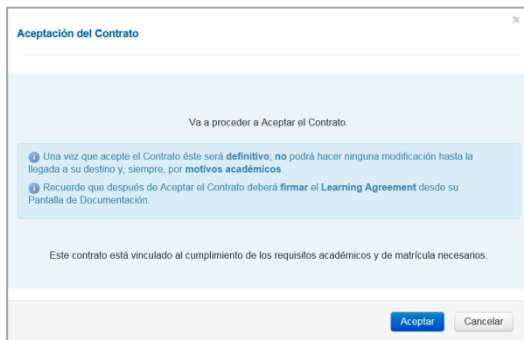 ×
Aceptación del Contrato
Va a proceder a Aceptar el Contrato.
Una vez que acepte el Contrato éste será definitivo; no podrá hacer ninguna modificación hasta la
llegada a su destino y, siempre, por motivos académicos.
Recuerde que después de Aceptar el Contrato deberá firmar el Learning Agreement desde su
Pantalla de Documentación.
Este contrato está vinculado al cumplimiento de los requisitos académicos y de matrícula necesarios.
Aceptar Cancelar